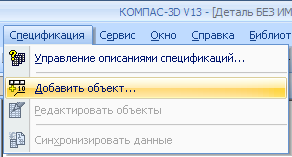 КОМПАС-3D V13 - [Деталь БЕЗ ИМ
Спецификация Сервис Окно Справка Библиот
Управление описаниями спецификаций...
Добавить объект...
Редактировать объекты
Синхронизировать данные